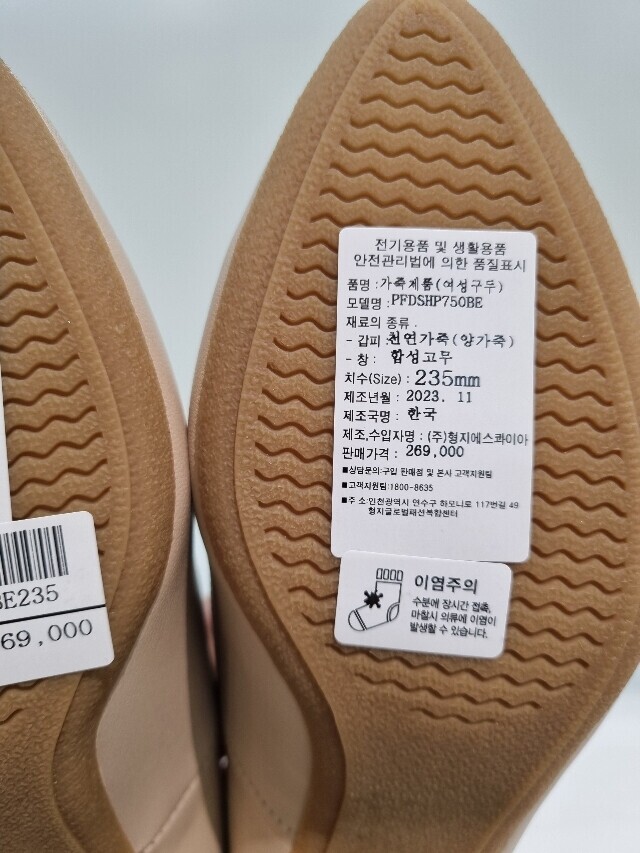 전기용품 및 생활용품
안전관리법에 의한 품질표시
품명 : 가죽제품(여성구두)
모델명 : PFDSHP750BE
재료의 종류 .
- 갑피 : 천연가죽(양가죽)
- 창 : 합성고무
치수(Size) : 235mm
제조년월 : 2023. 11
제조국명 : 한국
제조,수입자명 : (주)형지에스콰이아
판매가격 : 269,000
■상담문의:구입 판매점 및 본사 고객지원팀
■고객지원팀:1800-8635
■주 소:인천광역시 연수구 하모니로 177번길 49
형지글로벌패션복합센터
이염주의
수분에 장시간 접촉,
마찰시 의류에 이염이
발생할 수 있습니다.
BE235
69,000